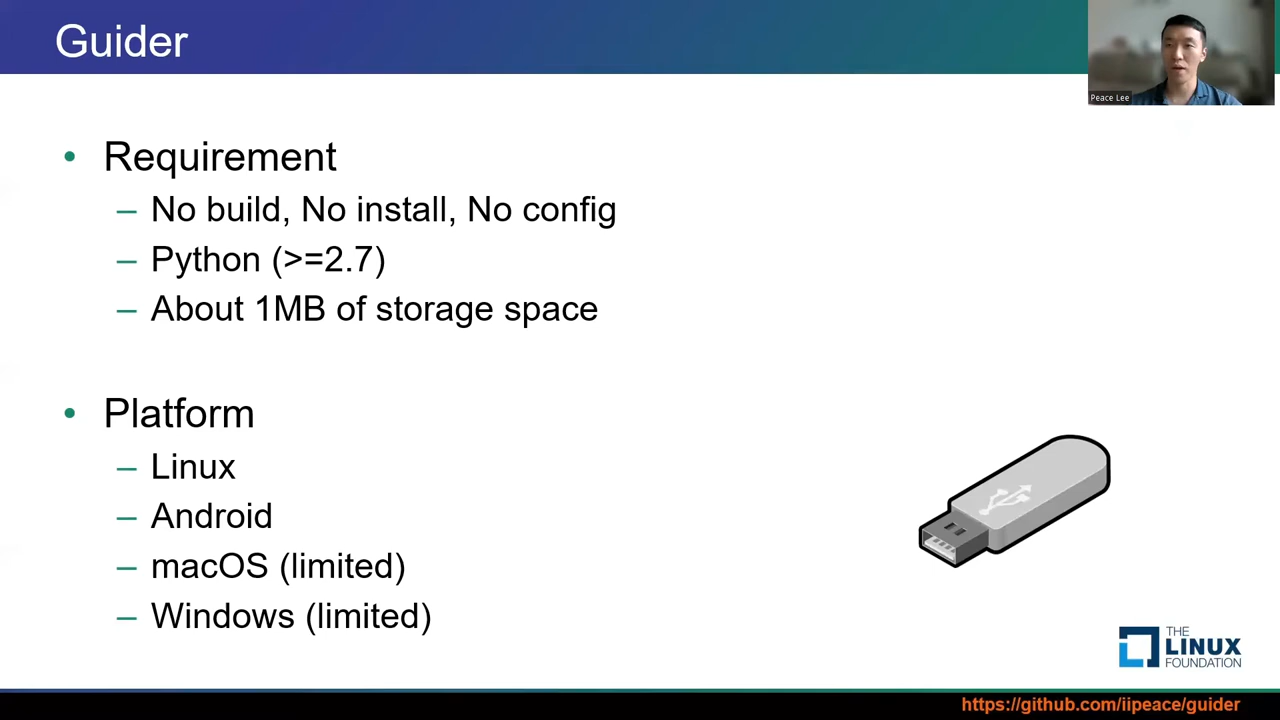 Guider
Peace Lee
• Requirement
– No build, No install, No config
– Python (>=2.7)
– About 1MB of storage space
• Platform
– Linux
– Android
– macOS (limited)
– Windows (limited)
THE
LINUX
FOUNDATION
https://github.com/iipeace/guider